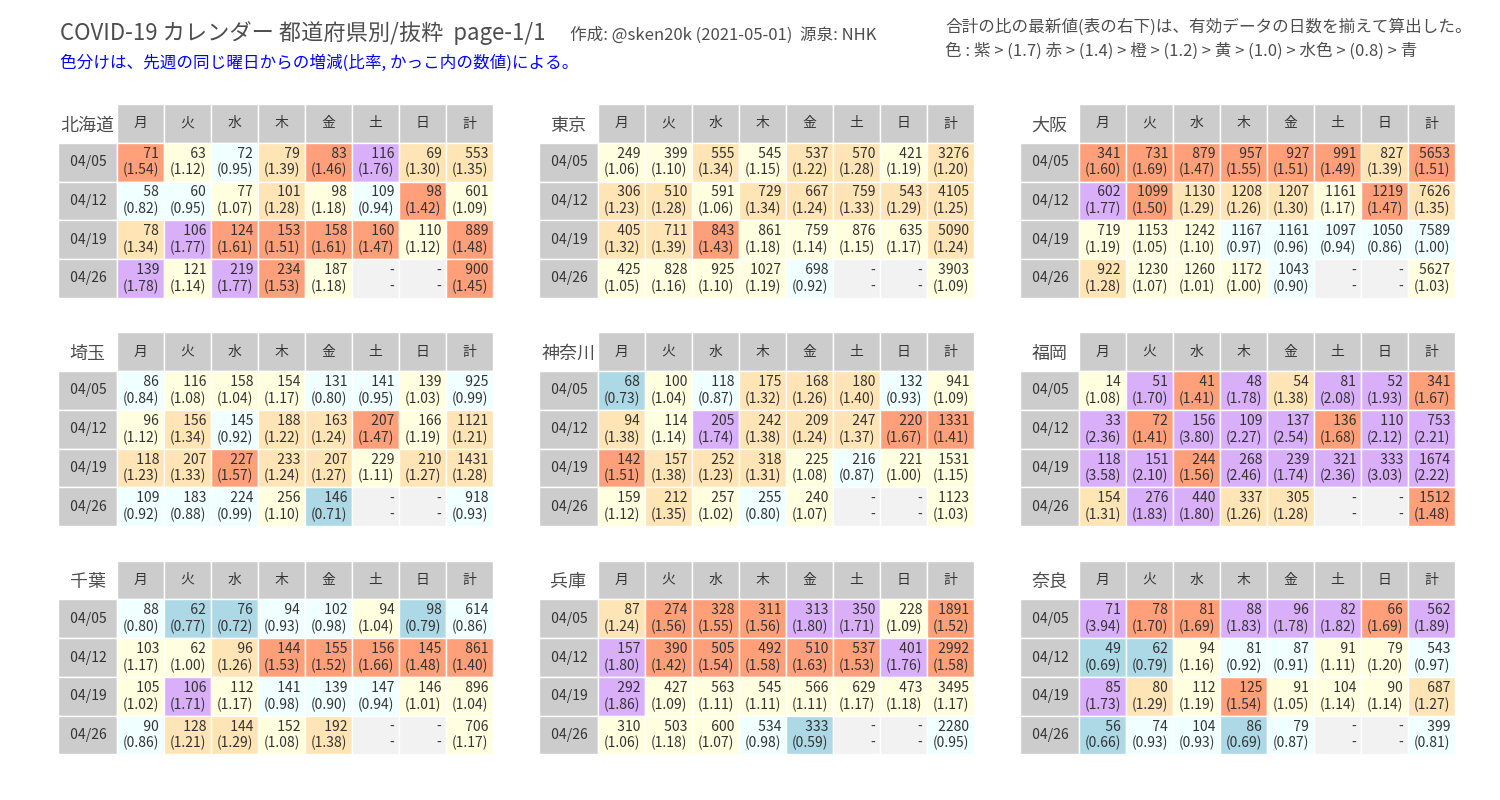 COVID-19 カレンダー 都道府県別/抜粋 page-1/1 作成: @sken20k (2021-05-01) 源泉: NHK
合計の比の最新値(表の右下)は、有効データの日数を揃えて算出した。
色分けは、先週の同じ曜日からの増減(比率, かっこ内の数値)による。
色 : 紫 > (1.7) 赤 > (1.4) > 橙 > (1.2) > 黄 > (1.0) > 水色 > (0.8) > 青
北海道 月 火 水 木 金 土 日 計
04/05 71 63 72 79 83 116 69 553
(1.54) (1.12) (0.95) (1.39) (1.46) (1.76) (1.30) (1.35)
04/12 58 60 77 101 98 109 98 601
(0.82) (0.95) (1.07) (1.28) (1.18) (0.94) (1.42) (1.09)
04/19 78 106 124 153 158 160 110 889
(1.34) (1.77) (1.61) (1.51) (1.61) (1.47) (1.12) (1.48)
04/26 139 121 219 234 187 - - 900
(1.78) (1.14) (1.77) (1.53) (1.18) - - (1.45)
東京 月 火 水 木 金 土 日 計
04/05 249 399 555 545 537 570 421 3276
(1.06) (1.10) (1.34) (1.15) (1.22) (1.28) (1.19) (1.20)
04/12 306 510 591 729 667 759 543 4105
(1.23) (1.28) (1.06) (1.34) (1.24) (1.33) (1.29) (1.25)
04/19 405 711 843 861 759 876 635 5090
(1.32) (1.39) (1.43) (1.18) (1.14) (1.15) (1.17) (1.24)
04/26 425 828 925 1027 698 - - 3903
(1.05) (1.16) (1.10) (1.19) (0.92) - - (1.09)
大阪 月 火 水 木 金 土 日 計
04/05 341 731 879 957 927 991 827 5653
(1.60) (1.69) (1.47) (1.55) (1.51) (1.49) (1.39) (1.51)
04/12 602 1099 1130 1208 1207 1161 1219 7626
(1.77) (1.50) (1.29) (1.26) (1.30) (1.17) (1.47) (1.35)
04/19 719 1153 1242 1167 1161 1097 1050 7589
(1.19) (1.05) (1.10) (0.97) (0.96) (0.94) (0.86) (1.00)
04/26 922 1230 1260 1172 1043 - - 5627
(1.28) (1.07) (1.01) (1.00) (0.90) - - (1.03)
埼玉 月 火 水 木 金 土 日 計
04/05 86 116 158 154 131 141 139 925
(0.84) (1.08) (1.04) (1.17) (0.80) (0.95) (1.03) (0.99)
04/12 96 156 145 188 163 207 166 1121
(1.12) (1.34) (0.92) (1.22) (1.24) (1.47) (1.19) (1.21)
04/19 118 207 227 233 207 229 210 1431
(1.23) (1.33) (1.57) (1.24) (1.27) (1.11) (1.27) (1.28)
04/26 109 183 224 256 146 - - 918
(0.92) (0.88) (0.99) (1.10) (0.71) - - (0.93)
神奈川 月 火 水 木 金 土 日 計
04/05 68 100 118 175 168 180 132 941
(0.73) (1.04) (0.87) (1.32) (1.26) (1.40) (0.93) (1.09)
04/12 94 114 205 242 209 247 220 1331
(1.38) (1.14) (1.74) (1.38) (1.24) (1.37) (1.67) (1.41)
04/19 142 157 252 318 225 216 221 1531
(1.51) (1.38) (1.23) (1.31) (1.08) (0.87) (1.00) (1.15)
04/26 159 212 257 255 240 - - 1123
(1.12) (1.35) (1.02) (0.80) (1.07) - - (1.03)
福岡 月 火 水 木 金 土 日 計
04/05 14 51 41 48 54 81 52 341
(1.08) (1.70) (1.41) (1.78) (1.38) (2.08) (1.93) (1.67)
04/12 33 72 156 109 137 136 110 753
(2.36) (1.41) (3.80) (2.27) (2.54) (1.68) (2.12) (2.21)
04/19 118 151 244 268 239 321 333 1674
(3.58) (2.10) (1.56) (2.46) (1.74) (2.36) (3.03) (2.22)
04/26 154 276 440 337 305 - - 1512
(1.31) (1.83) (1.80) (1.26) (1.28) - - (1.48)
千葉 月 火 水 木 金 土 日 計
04/05 88 62 76 94 102 94 98 614
(0.80) (0.77) (0.72) (0.93) (0.98) (1.04) (0.79) (0.86)
04/12 103 62 96 144 155 156 145 861
(1.17) (1.00) (1.26) (1.53) (1.52) (1.66) (1.48) (1.40)
04/19 105 106 112 141 139 147 146 896
(1.02) (1.71) (1.17) (0.98) (0.90) (0.94) (1.01) (1.04)
04/26 90 128 144 152 192 - - 706
(0.86) (1.21) (1.29) (1.08) (1.38) - - (1.17)
兵庫 月 火 水 木 金 土 日 計
04/05 87 274 328 311 313 350 228 1891
(1.24) (1.56) (1.55) (1.56) (1.80) (1.71) (1.09) (1.52)
04/12 157 390 505 492 510 537 401 2992
(1.80) (1.42) (1.54) (1.58) (1.63) (1.53) (1.76) (1.58)
04/19 292 427 563 545 566 629 473 3495
(1.86) (1.09) (1.11) (1.11) (1.11) (1.17) (1.18) (1.17)
04/26 310 503 600 534 333 - - 2280
(1.06) (1.18) (1.07) (0.98) (0.59) - - (0.95)
奈良 月 火 水 木 金 土 日 計
04/05 71 78 81 88 96 82 66 562
(3.94) (1.70) (1.69) (1.83) (1.78) (1.82) (1.69) (1.89)
04/12 49 62 94 81 87 91 79 543
(0.69) (0.79) (1.16) (0.92) (0.91) (1.11) (1.20) (0.97)
04/19 85 80 112 125 91 104 90 687
(1.73) (1.29) (1.19) (1.54) (1.05) (1.14) (1.14) (1.27)
04/26 56 74 104 86 79 - - 399
(0.66) (0.93) (0.93) (0.69) (0.87) - - (0.81)